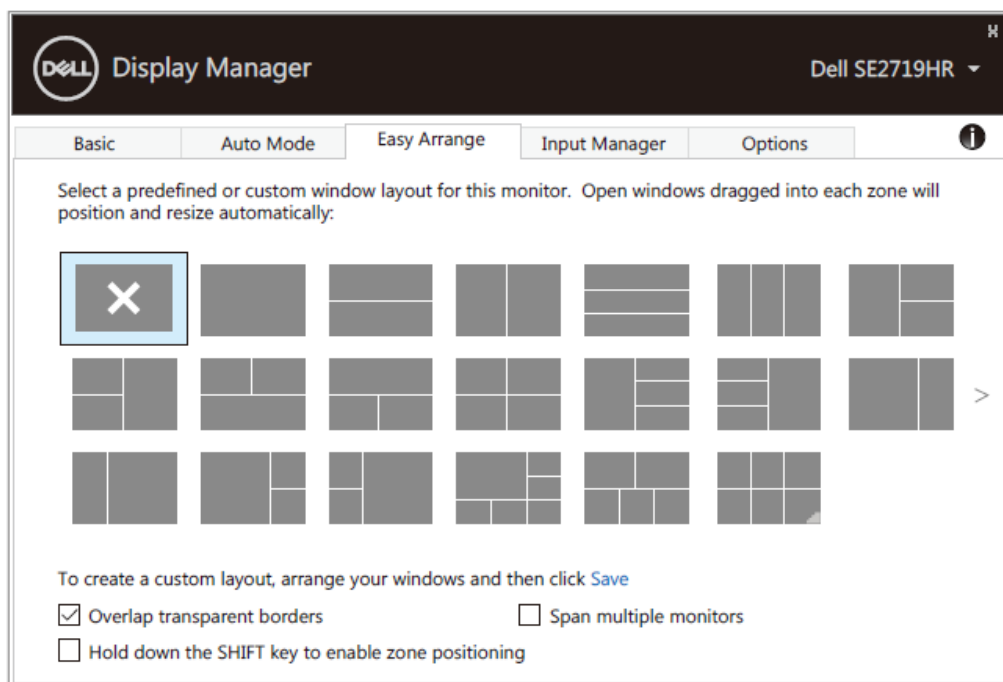 DELL Display Manager
Dell SE2719HR
Basic Auto Mode Easy Arrange Input Manager Options
Select a predefined or custom window layout for this monitor. Open windows dragged into each zone will
position and resize automatically:
To create a custom layout, arrange your windows and then click Save
Overlap transparent borders Span multiple monitors
Hold down the SHIFT key to enable zone positioning